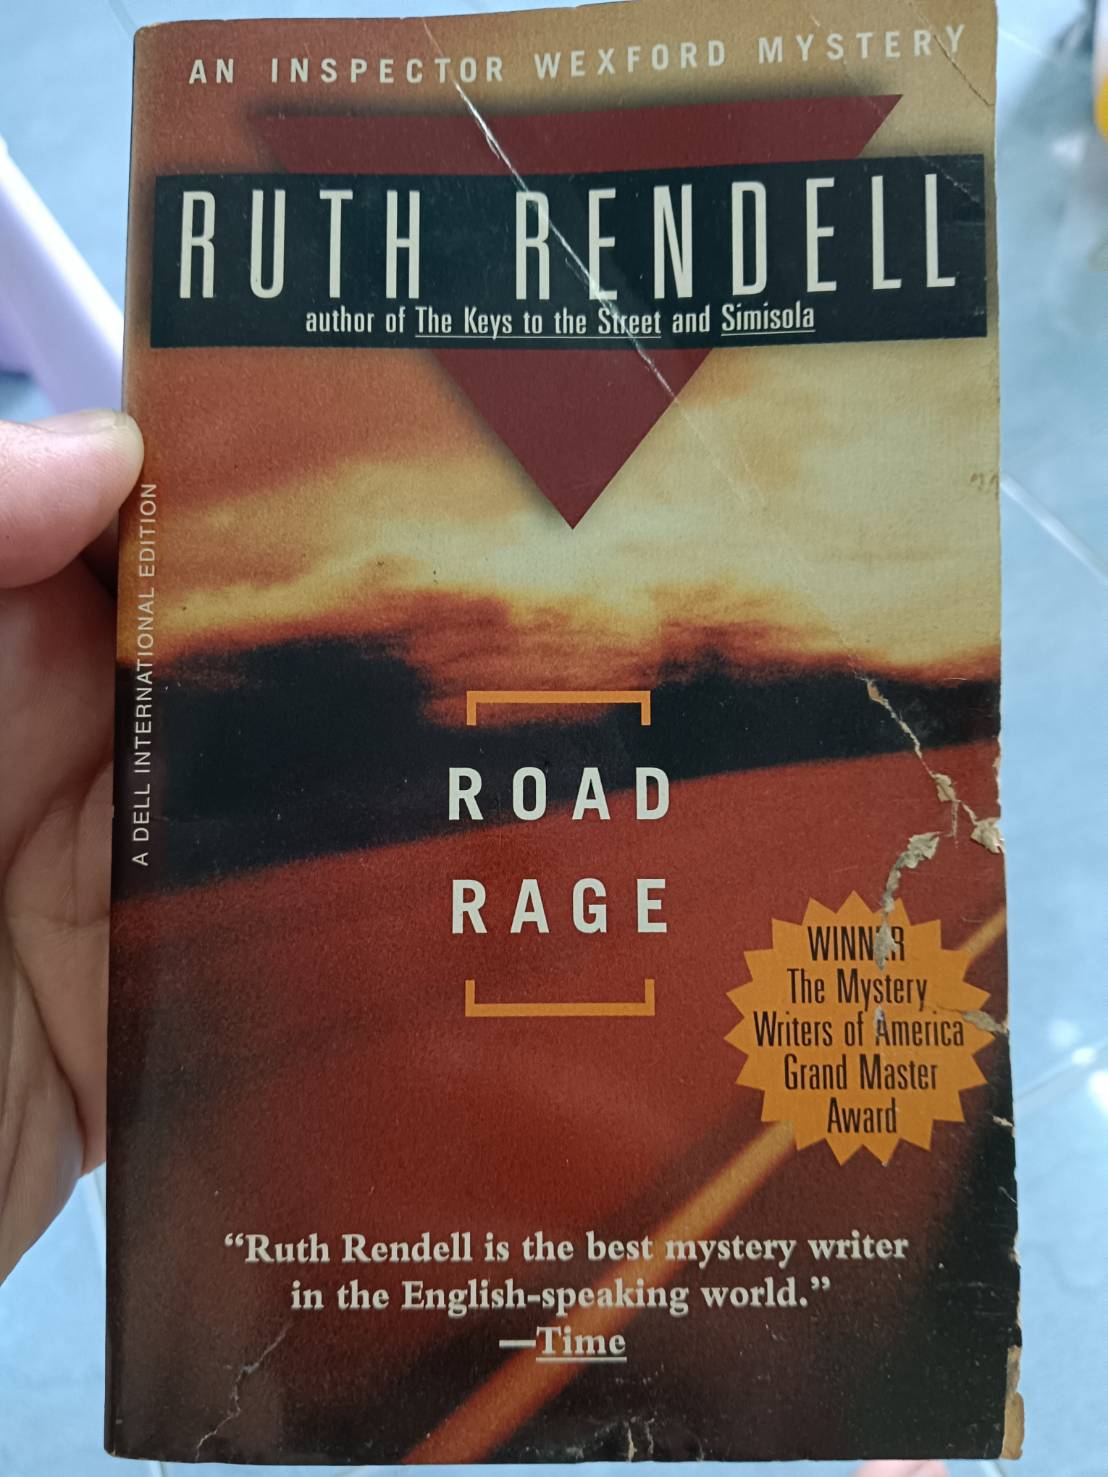 AN INSPECTOR WEXFORD MYSTERY
RUTH RENDELL
author of The Keys to the Street and Simisola
A DELL INTERNATIONAL EDITION
ROAD
RAGE
WINNER
The Mystery
Writers of America
Grand Master
Award
“Ruth Rendell is the best mystery writer
in the English-speaking world.”
—Time